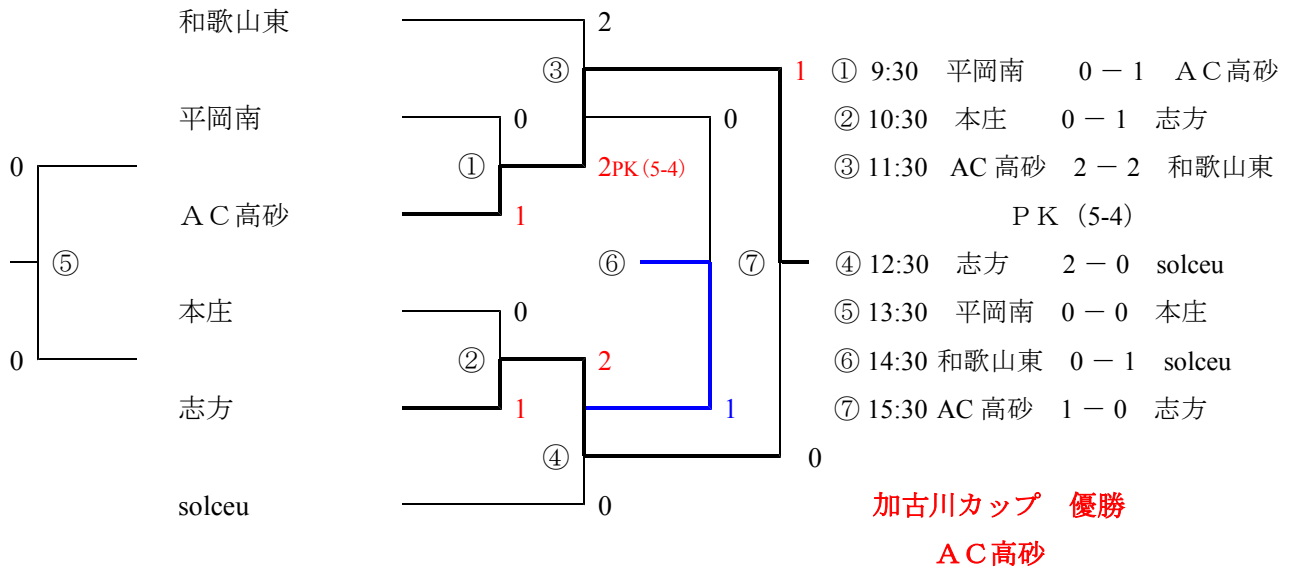 和歌山東 2
③ 1 ① 9:30 平岡南 0 － 1 ＡＣ高砂
平岡南 0 0 ② 10:30 本庄 0 － 1 志方
0 ① 2PK (5-4) ③ 11:30 AC 高砂 2 － 2 和歌山東
ＡＣ高砂 1 ＰＫ (5-4)
⑤ ⑥ ⑦ ④ 12:30 志方 2 － 0 solceu
本庄 0 ⑤ 13:30 平岡南 0 － 0 本庄
0 ② 2 ⑥ 14:30 和歌山東 0 － 1 solceu
志方 1 1 ⑦ 15:30 AC 高砂 1 － 0 志方
④ 0
solceu 0 加古川カップ 優勝
ＡＣ高砂